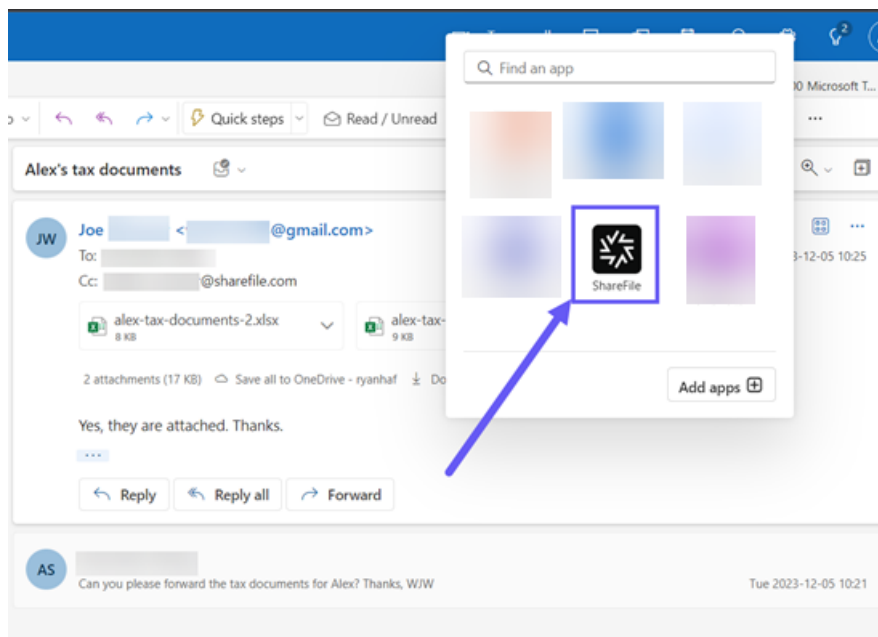 2
Find an app
00 Microsoft T...
Quick steps
Read / Unread
...
Alex's tax documents
JW
Joe < @gmail.com>
To:
Cc: @sharefile.com
-12-05 10:25
ShareFile
alex-tax-documents-2.xlsx
8 KB
alex-tax-
9 KB
2 attachments (17 KB) Save all to OneDrive - ryanhaf Do
Add apps
Yes, they are attached. Thanks.
...
Reply
Reply all
Forward
AS
Can you please forward the tax documents for Alex? Thanks, WJW
Tue 2023-12-05 10:21